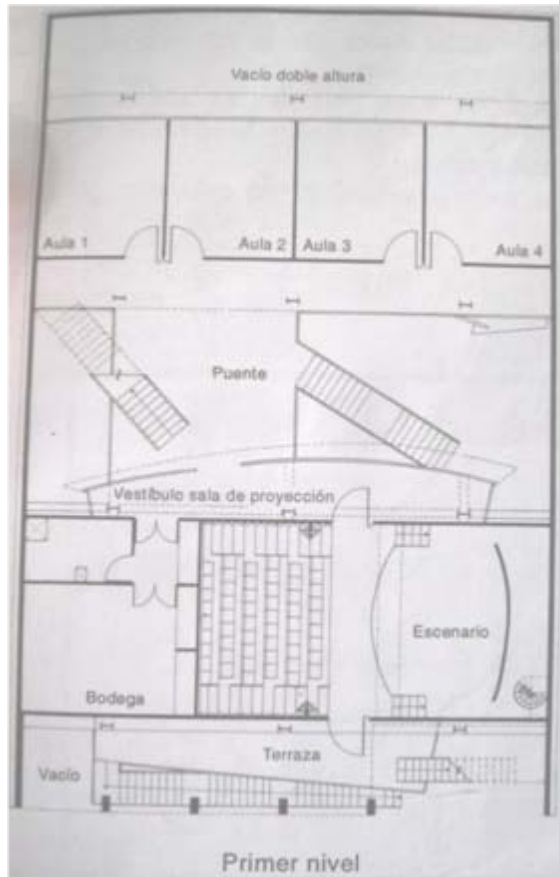 Vacío doble altura
Aula 1
Aula 2
Aula 3
Aula 4
Puente
Vestíbulo sala de proyección
Escenario
Bodega
Terraza
Vacío
Primer nivel